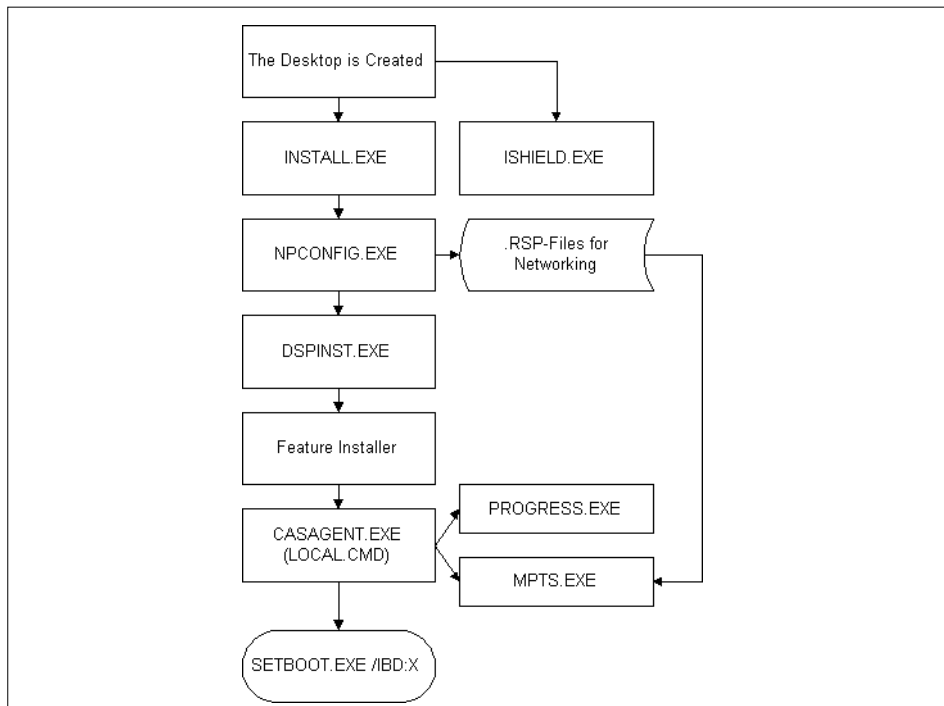 The Desktop is Created
INSTALL.EXE
ISHIELD.EXE
NPCONFIG.EXE
.RSP-Files for
Networking
DSPINST.EXE
Feature Installer
CASAGENT.EXE
(LOCAL.CMD)
PROGRESS.EXE
MPTS.EXE
SETBOOT.EXE /IBD:X